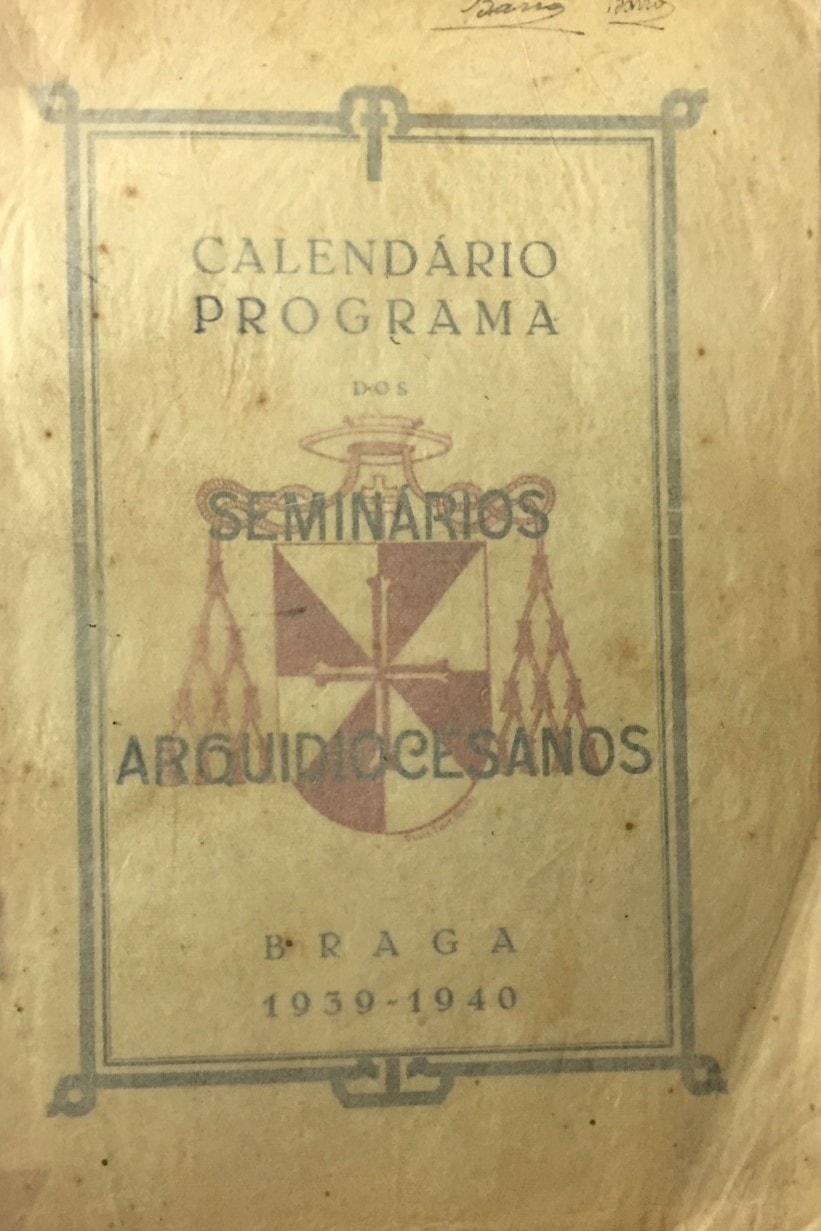 CALENDÁRIO
PROGRAMA
DOS
SEMINÁRIOS
ARQUIDIOCESANOS
BRAGA
1939-1940